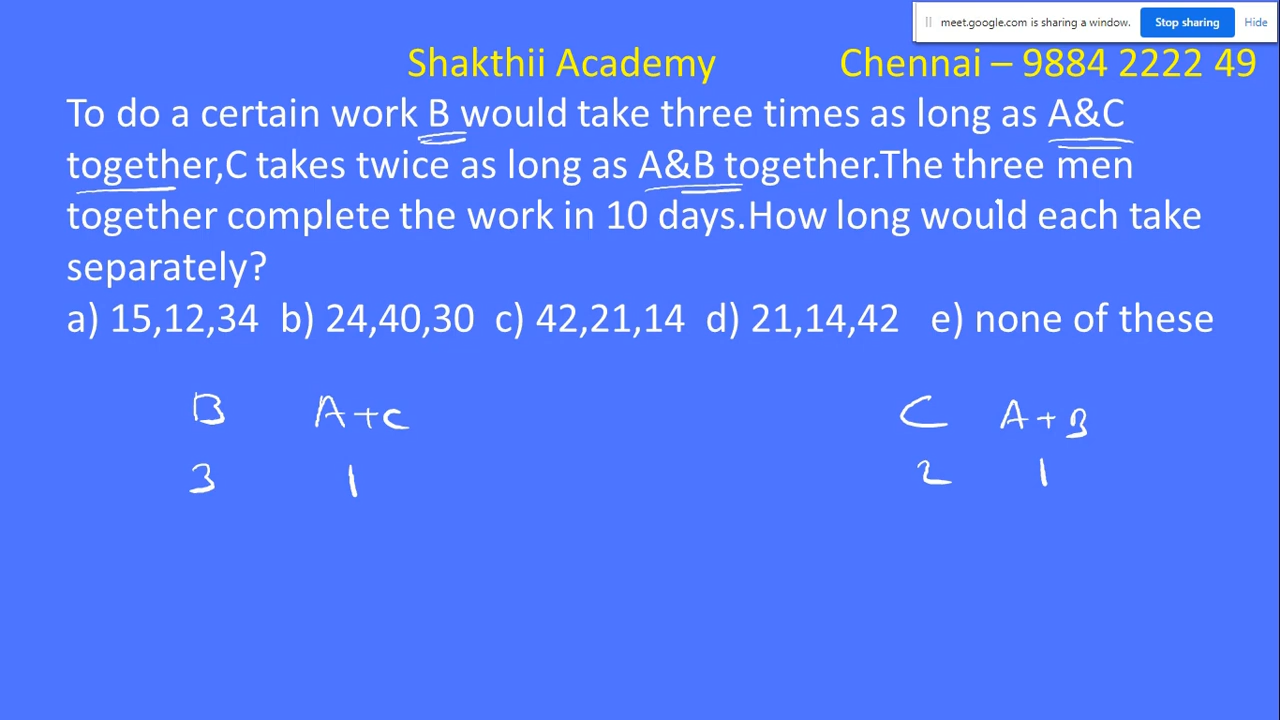 meet.google.com is sharing a window. Stop sharing Hide
Shakthii Academy Chennai – 9884 2222 49
To do a certain work B would take three times as long as A&C
together,C takes twice as long as A&B together.The three men
together complete the work in 10 days.How long would each take
separately?
a) 15,12,34 b) 24,40,30 c) 42,21,14 d) 21,14,42 e) none of these
B A+C C A+B
3 1 2 1